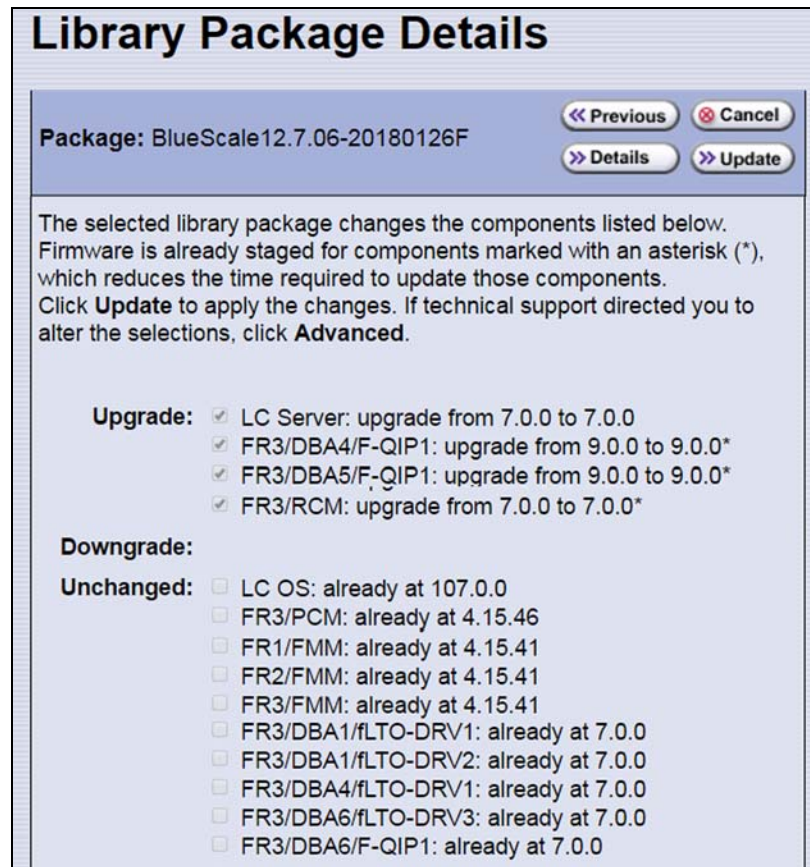 Library Package Details
Package: BlueScale12.7.06-20180126F
Previous
Cancel
Details
Update
The selected library package changes the components listed below.
Firmware is already staged for components marked with an asterisk (*),
which reduces the time required to update those components.
Click Update to apply the changes. If technical support directed you to
alter the selections, click Advanced.
Upgrade: LC Server: upgrade from 7.0.0 to 7.0.0
FR3/DBA4/F-QIP1: upgrade from 9.0.0 to 9.0.0*
FR3/DBA5/F-QIP1: upgrade from 9.0.0 to 9.0.0*
FR3/RCM: upgrade from 7.0.0 to 7.0.0*
Downgrade:
Unchanged: LC OS: already at 107.0.0
FR3/PCM: already at 4.15.46
FR1/FMM: already at 4.15.41
FR2/FMM: already at 4.15.41
FR3/FMM: already at 4.15.41
FR3/DBA1/fLTO-DRV1: already at 7.0.0
FR3/DBA1/fLTO-DRV2: already at 7.0.0
FR3/DBA4/fLTO-DRV1: already at 7.0.0
FR3/DBA6/fLTO-DRV3: already at 7.0.0
FR3/DBA6/F-QIP1: already at 7.0.0